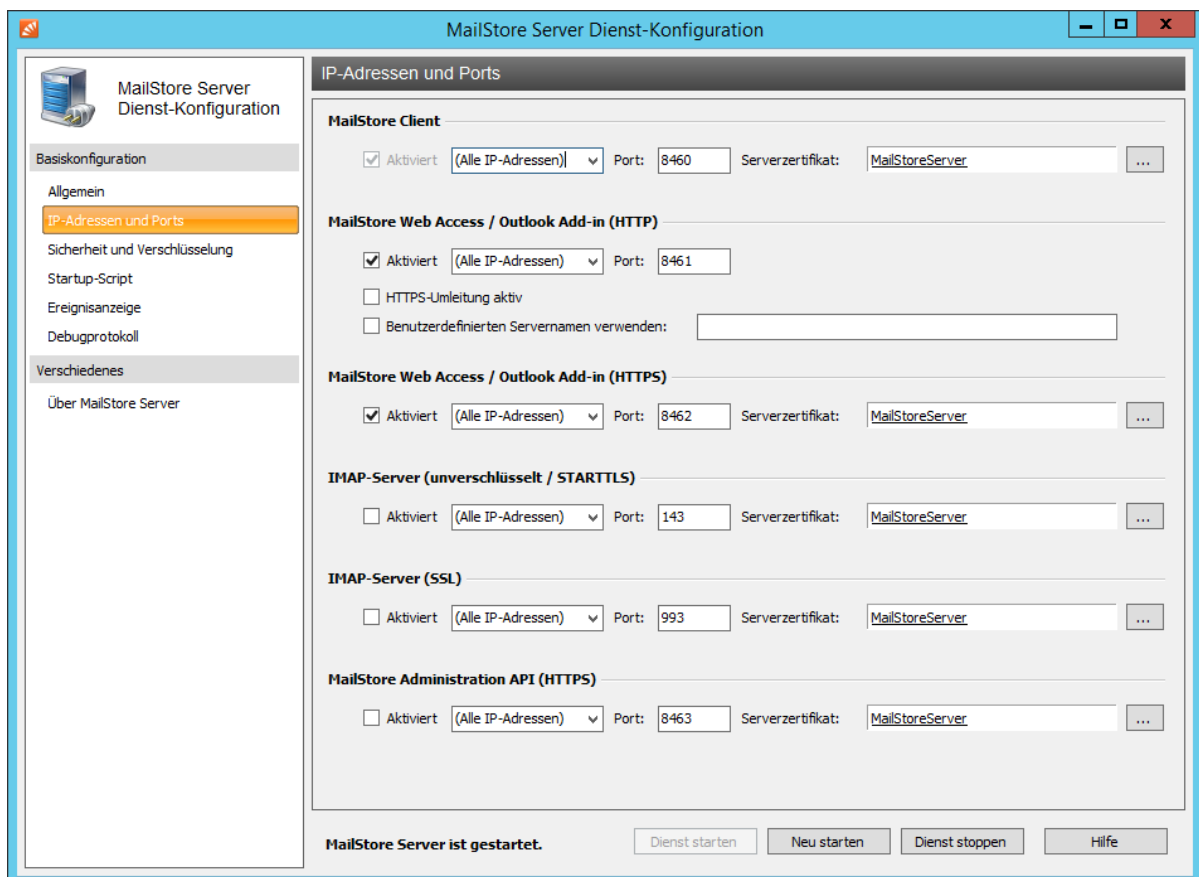 MailStore Server Dienst-Konfiguration
MailStore Server
Dienst-Konfiguration
Basiskonfiguration
Allgemein
IP-Adressen und Ports
Sicherheit und Verschlüsselung
Startup-Script
Ereignisanzeige
Debugprotokoll
Verschiedenes
Über MailStore Server
IP-Adressen und Ports
MailStore Client
Aktiviert (Alle IP-Adressen) Port: 8460 Serverzertifikat: MailStoreServer ...
MailStore Web Access / Outlook Add-in (HTTP)
Aktiviert (Alle IP-Adressen) Port: 8461
HTTPS-Umleitung aktiv
Benutzerdefinierten Servernamen verwenden:
MailStore Web Access / Outlook Add-in (HTTPS)
Aktiviert (Alle IP-Adressen) Port: 8462 Serverzertifikat: MailStoreServer ...
IMAP-Server (unverschlüsselt / STARTTLS)
Aktiviert (Alle IP-Adressen) Port: 143 Serverzertifikat: MailStoreServer ...
IMAP-Server (SSL)
Aktiviert (Alle IP-Adressen) Port: 993 Serverzertifikat: MailStoreServer ...
MailStore Administration API (HTTPS)
Aktiviert (Alle IP-Adressen) Port: 8463 Serverzertifikat: MailStoreServer ...
MailStore Server ist gestartet. Dienst starten Neu starten Dienst stoppen Hilfe